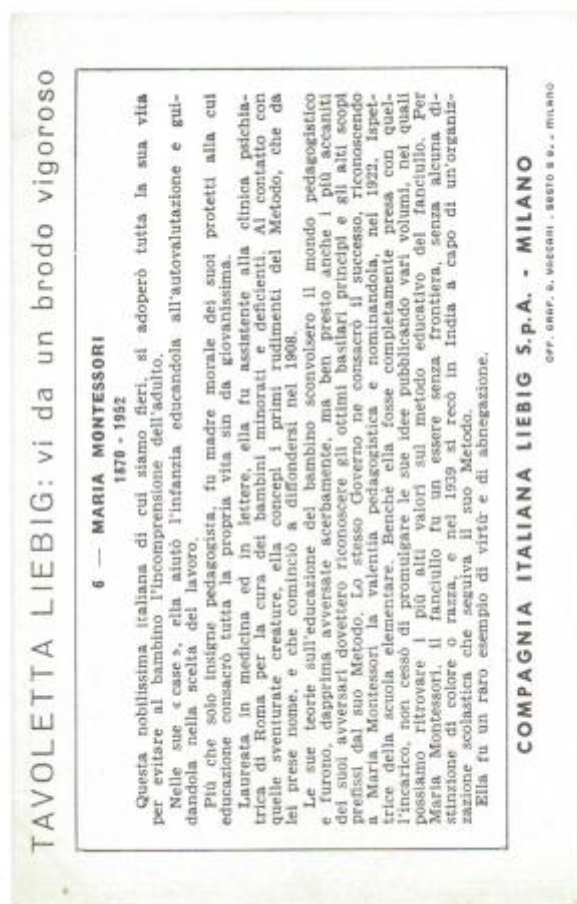 TAVOLETTA LIEBIG: vi da un brodo vigoroso
6 — MARIA MONTESSORI
1870 - 1952
Questa nobilissima italiana di cui siamo fieri, si adoperò tutta la sua vita
per evitare al bambino l'incomprensione dell'adulto.
Nelle sue « case », ella aiutò l'infanzia educandola all'autovalutazione e gui-
dandola nella scelta del lavoro.
Più che solo insigne pedagogista, fu madre morale dei suoi protetti alla cui
educazione consacrò tutta la propria vita sin da giovanissima.
Laureata in medicina ed in lettere, ella fu assistente alla clinica psichia-
trica di Roma per la cura dei bambini minorati e deficienti. Al contatto con
quelle sventurate creature, ella concepì i primi rudimenti del Metodo, che da
lei prese nome, e che cominciò a diffondersi nel 1908.
Le sue teorie sull'educazione del bambino sconvolsero il mondo pedagogistico
e furono, dapprima avversate acerbamente, ma ben presto anche i più accaniti
dei suoi avversari dovettero riconoscere gli ottimi basilari principi e gli alti scopi
prefissi dal suo Metodo. Lo stesso Governo ne consacrò il successo, riconoscendo
a Maria Montessori la valentia pedagogistica e nominandola, nel 1922, Ispet-
trice della scuola elementare. Benchè ella fosse completamente presa con quel-
l'incarico, non cessò di promulgare le sue idee pubblicando vari volumi, nei quali
possiamo ritrovare i più alti valori sul metodo educativo del fanciullo. Per
Maria Montessori, il fanciullo fu un essere senza frontiera, senza alcuna di-
stinzione di colore o razza, e nel 1939 si recò in India a capo di un'organiz-
zazione scolastica che seguiva il suo Metodo.
Ella fu un raro esempio di virtù e di abnegazione.
COMPAGNIA ITALIANA LIEBIG S.p.A. - MILANO
OFF. GRAF. G. VACCARI - SESTO S. G. - MILANO